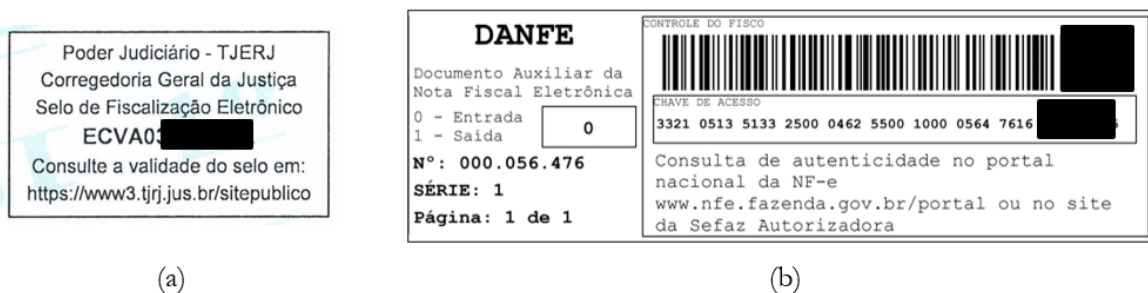 Poder Judiciário - TJERJ
Corregedoria Geral da Justiça
Selo de Fiscalização Eletrônico
ECVA03
Consulte a validade do selo em:
https://www3.tjrj.jus.br/sitepublico
(a)
DANFE
Documento Auxiliar da
Nota Fiscal Eletrônica
0 - Entrada
1 - Saída
0
Nº: 000.056.476
SÉRIE: 1
Página: 1 de 1
CONTROLE DO FISCO
CHAVE DE ACESSO
3321 0513 5133 2500 0462 5500 1000 0564 7616
Consulta de autenticidade no portal
nacional da NF-e
www.nfe.fazenda.gov.br/portal ou no site
da Sefaz Autorizadora
(b)